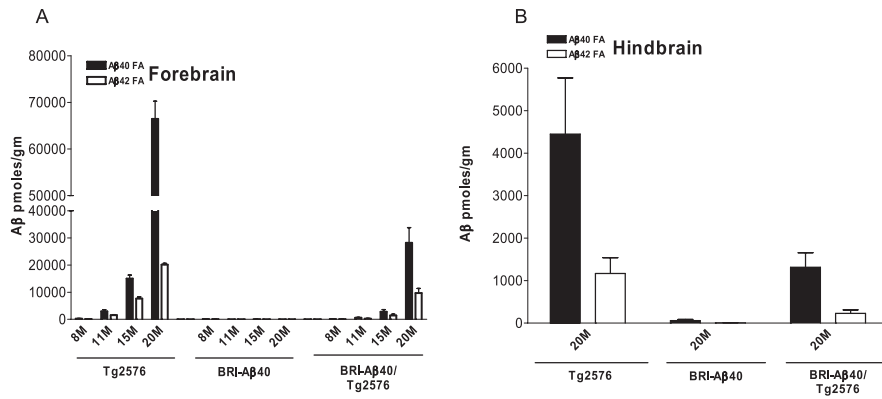 A
Aβ40 FA
Aβ42 FA
Forebrain
Aβ pmoles/gm
80000
70000
60000
50000
40000
30000
20000
10000
0
8M 11M 15M 20M 8M 11M 15M 20M 8M 11M 15M 20M
Tg2576 BRI-Aβ40 BRI-Aβ40/
Tg2576
B
Aβ40 FA
Aβ42 FA
Hindbrain
Aβ pmoles/gm
6000
5000
4000
3000
2000
1000
0
20M 20M 20M
Tg2576 BRI-Aβ40 BRI-Aβ40/
Tg2576